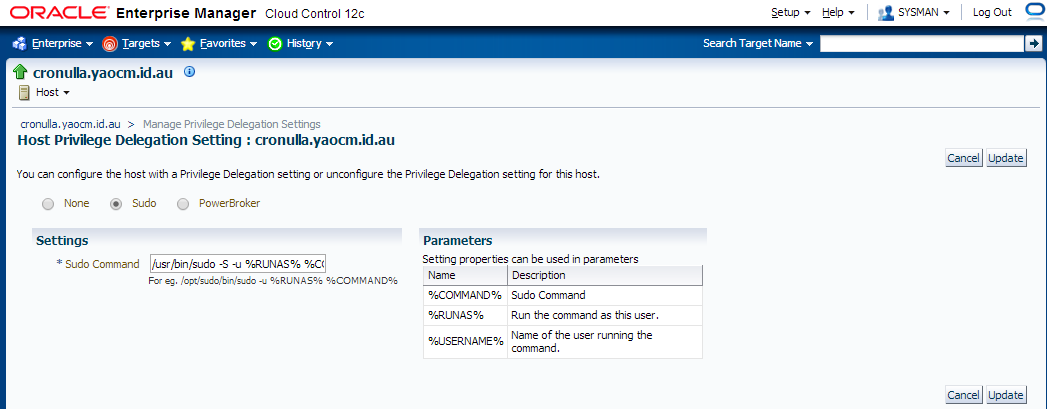 ORACLE Enterprise Manager Cloud Control 12c
Setup Help SYSMAN Log Out
Enterprise Targets Favorites History Search Target Name
cronulla.yaocm.id.au
Host
cronulla.yaocm.id.au > Manage Privilege Delegation Settings
Host Privilege Delegation Setting : cronulla.yaocm.id.au
Cancel Update
You can configure the host with a Privilege Delegation setting or unconfigure the Privilege Delegation setting for this host.
None Sudo PowerBroker
Settings
* Sudo Command /usr/bin/sudo -S -u %RUNAS% %C
For eg. /opt/sudo/bin/sudo -u %RUNAS% %COMMAND%
Parameters
Setting properties can be used in parameters
Name Description
%COMMAND% Sudo Command
%RUNAS% Run the command as this user.
%USERNAME% Name of the user running the
command.
Cancel Update